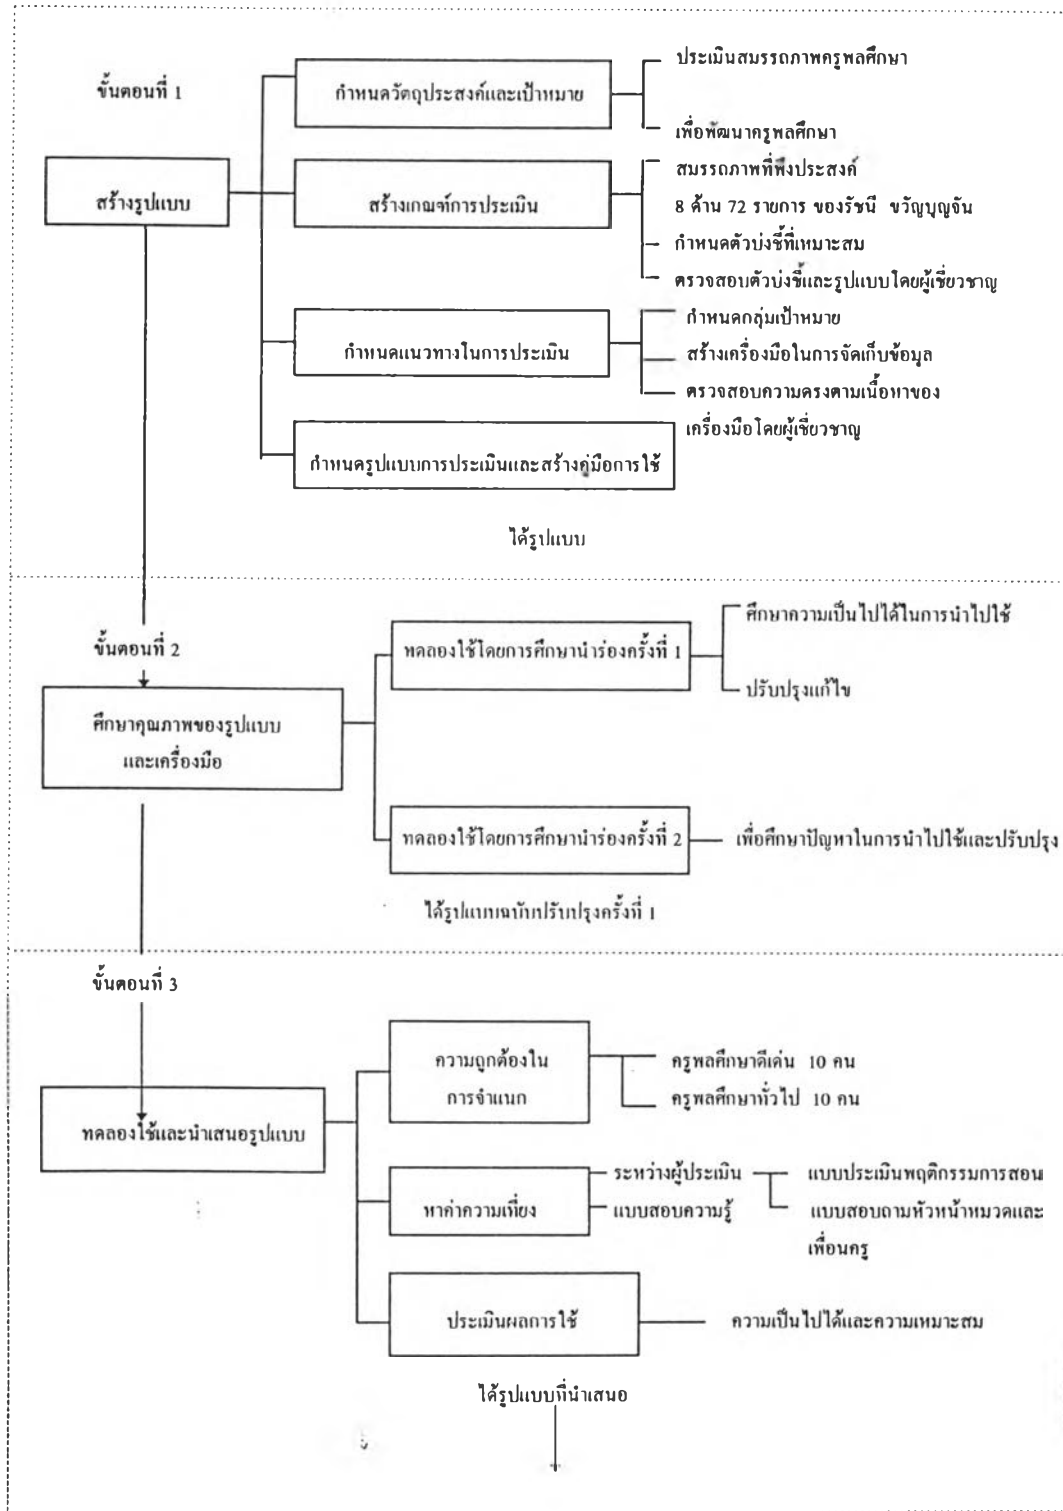 ขั้นตอนที่ 1
สร้างรูปแบบ
กำหนดวัตถุประสงค์และเป้าหมาย
ประเมินสมรรถภาพครูพลศึกษา
เพื่อพัฒนาครูพลศึกษา
สร้างเกณฑ์การประเมิน
สมรรถภาพที่พึงประสงค์
8 ด้าน 72 รายการ ของรัชนี ขวัญบุญจัน
กำหนดตัวบ่งชี้ที่เหมาะสม
ตรวจสอบตัวบ่งชี้และรูปแบบโดยผู้เชี่ยวชาญ
กำหนดแนวทางในการประเมิน
กำหนดกลุ่มเป้าหมาย
สร้างเครื่องมือในการจัดเก็บข้อมูล
ตรวจสอบความตรงตามเนื้อหาของ
เครื่องมือโดยผู้เชี่ยวชาญ
กำหนดรูปแบบการประเมินและสร้างคู่มือการใช้
ได้รูปแบบ
ขั้นตอนที่ 2
ศึกษาคุณภาพของรูปแบบ
และเครื่องมือ
ทดลองใช้โดยการศึกษานำร่องครั้งที่ 1
ศึกษาความเป็นไปได้ในการนำไปใช้
ปรับปรุงแก้ไข
ทดลองใช้โดยการศึกษานำร่องครั้งที่ 2
เพื่อศึกษาปัญหาในการนำไปใช้และปรับปรุง
ได้รูปแบบฉบับปรับปรุงครั้งที่ 1
ขั้นตอนที่ 3
ทดลองใช้และนำเสนอรูปแบบ
ความถูกต้องใน
การจำแนก
ครูพลศึกษาดีเด่น 10 คน
ครูพลศึกษาทั่วไป 10 คน
หาค่าความเที่ยง
ระหว่างผู้ประเมิน
แบบสอบความรู้
แบบประเมินพฤติกรรมการสอน
แบบสอบถามหัวหน้าหมวดและ
เพื่อนครู
ประเมินผลการใช้
ความเป็นไปได้และความเหมาะสม
ได้รูปแบบที่นำเสนอ